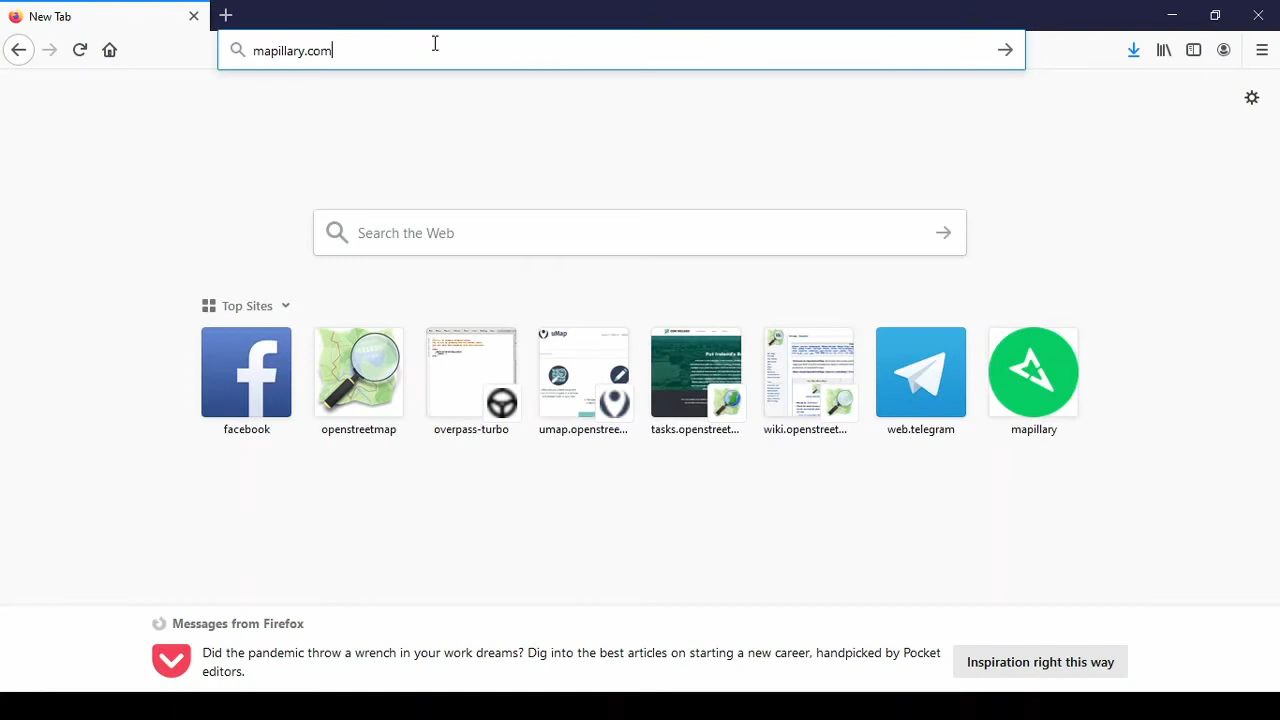 New Tab
mapillary.com
Search the Web
Top Sites
facebook
openstreetmap
overpass-turbo
umap.openstree...
tasks.openstreet...
wiki.openstreet...
web.telegram
mapillary
uMap
Messages from Firefox
Did the pandemic throw a wrench in your work dreams? Dig into the best articles on starting a new career, handpicked by Pocket
editors.
Inspiration right this way